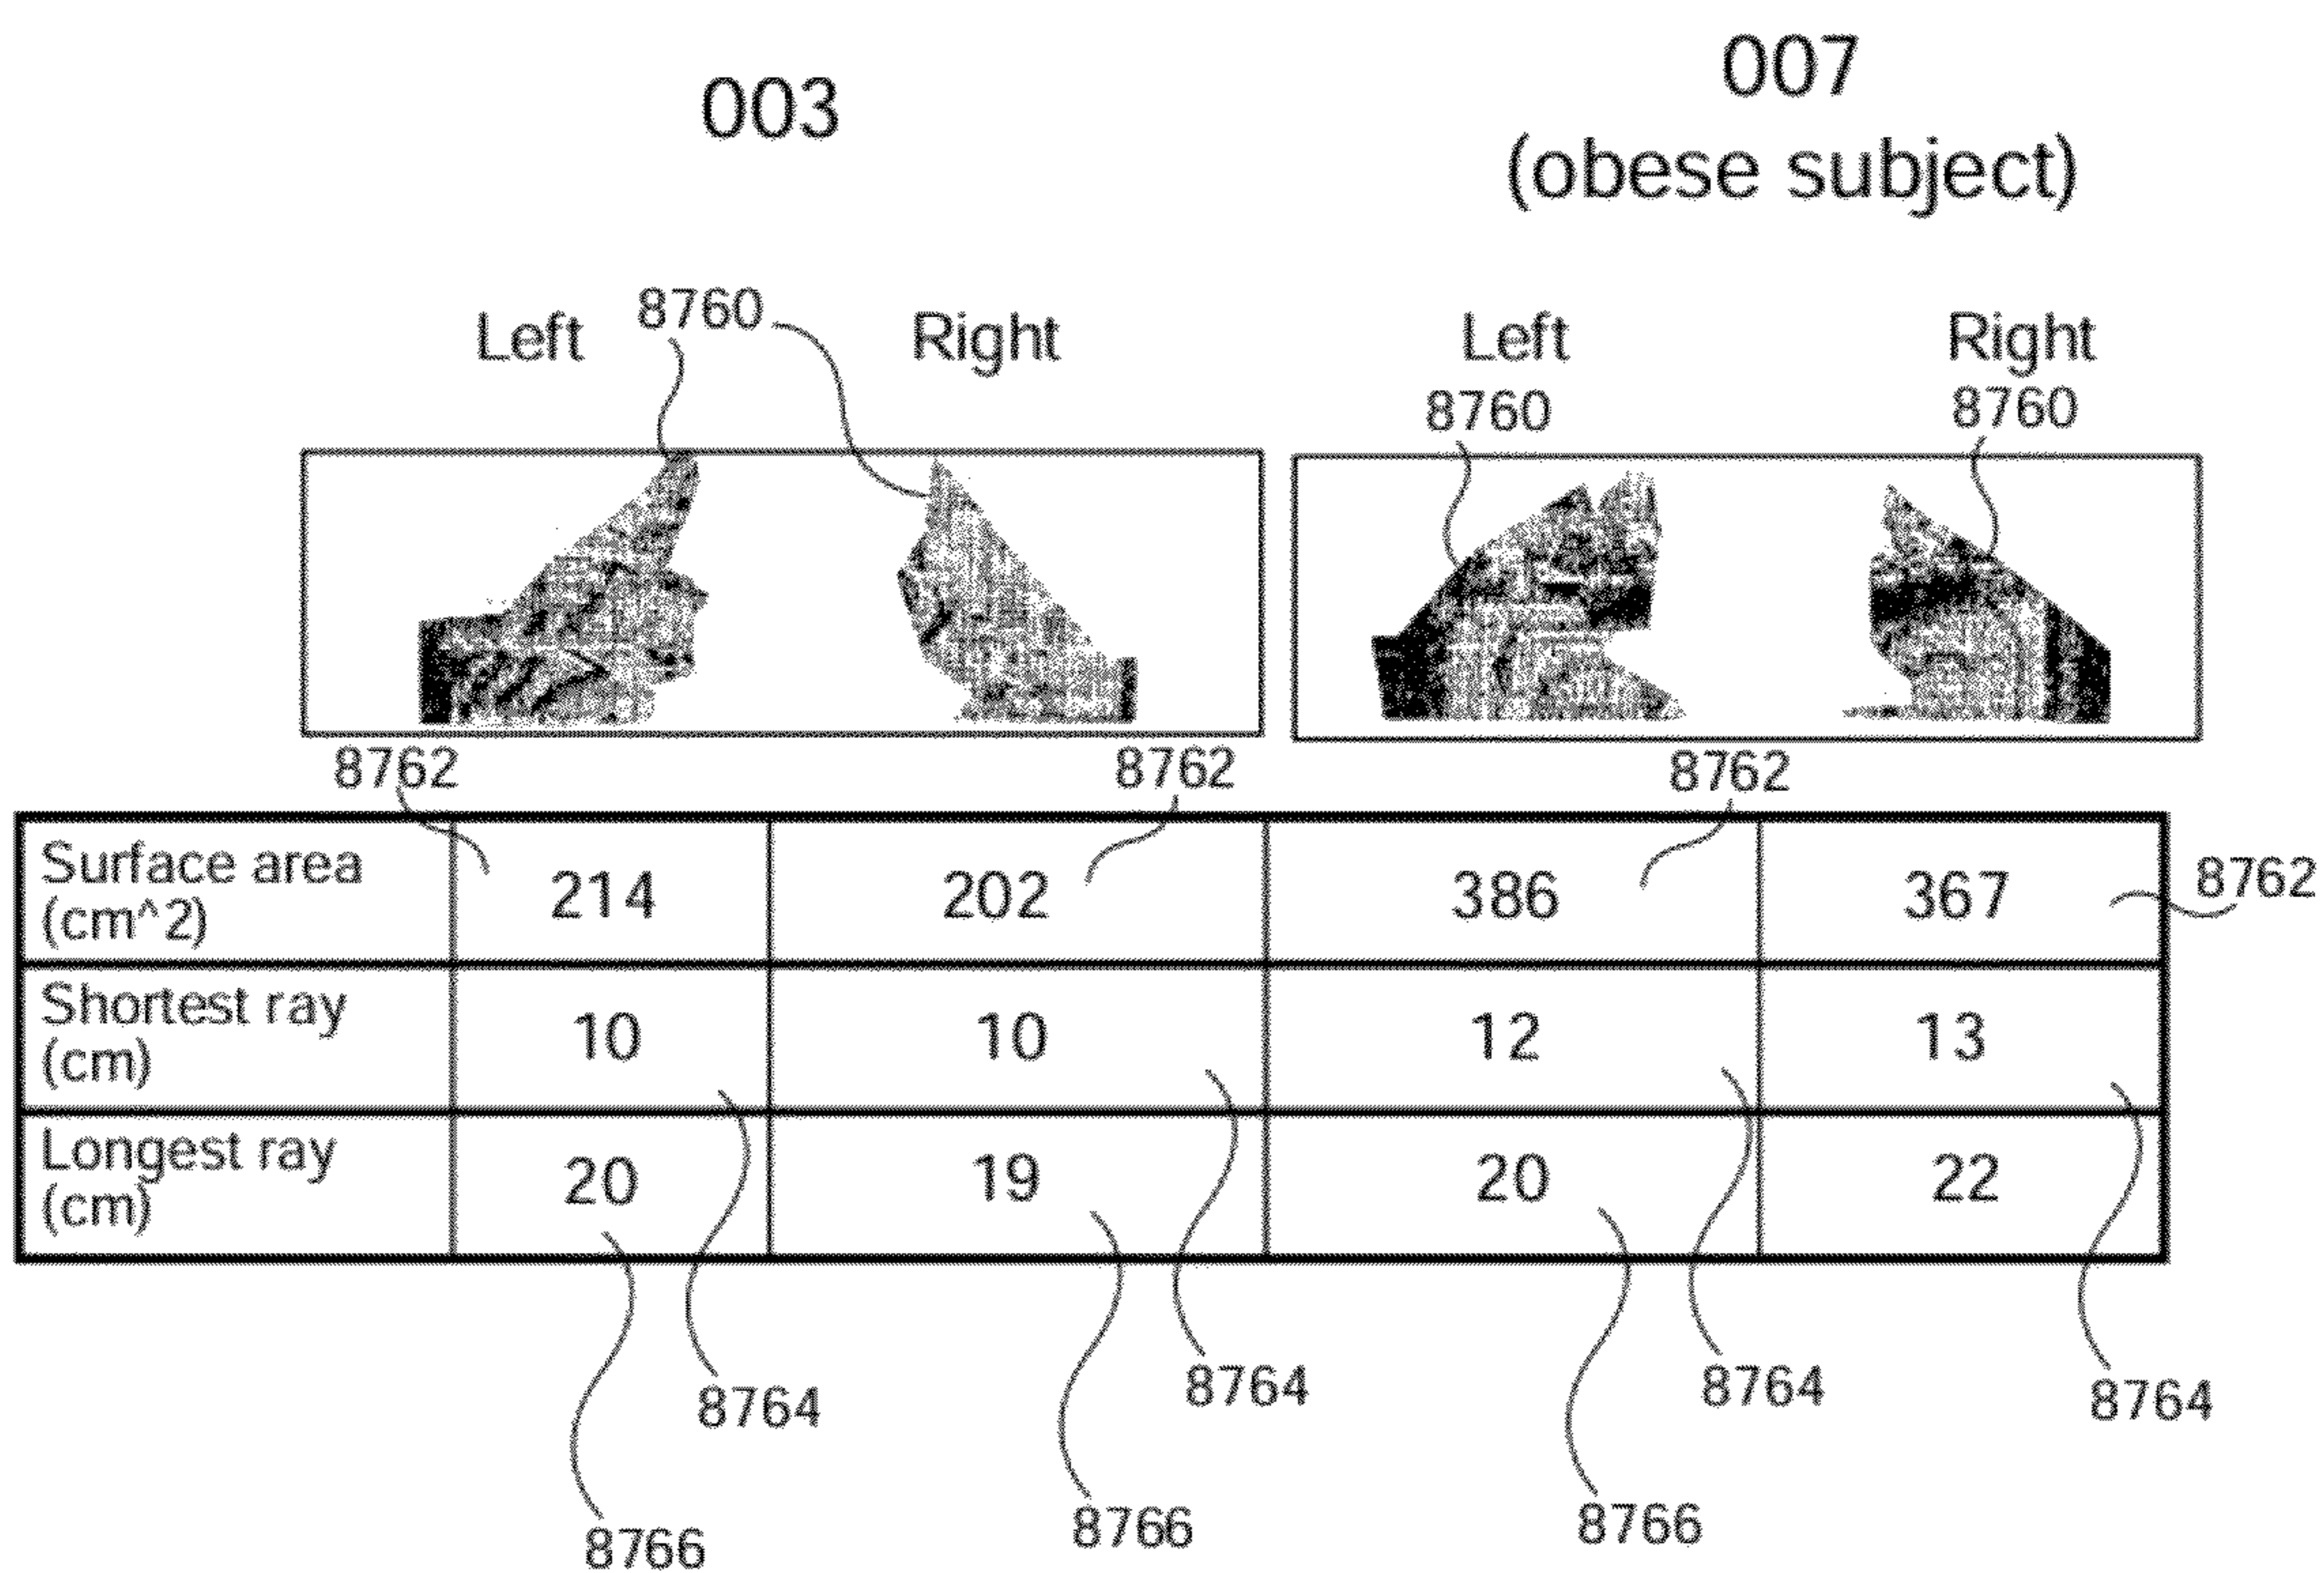 003
007
(obese subject)
Left
8760
Right
Left
Right
8760
8760
8762
8762
8762
Surface area
(cm^2)
214
202
386
367
8762
Shortest ray
(cm)
10
10
12
13
Longest ray
(cm)
20
19
20
22
8764
8764
8764
8764
8766
8766
8766